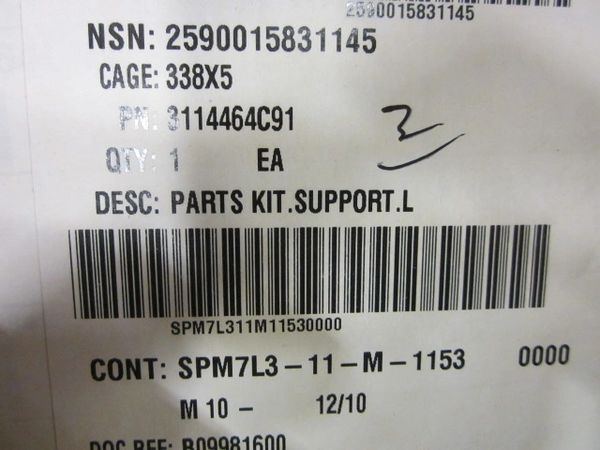 2590015831145
NSN: 2590015831145
CAGE: 338X5
PN: 3114464C91
2
QTY: 1 EA
DESC: PARTS KIT.SUPPORT.L
SPM7L311M11530000
CONT: SPM7L3-11-M-1153 0000
M 10- 12/10
DOC REF: B09981600